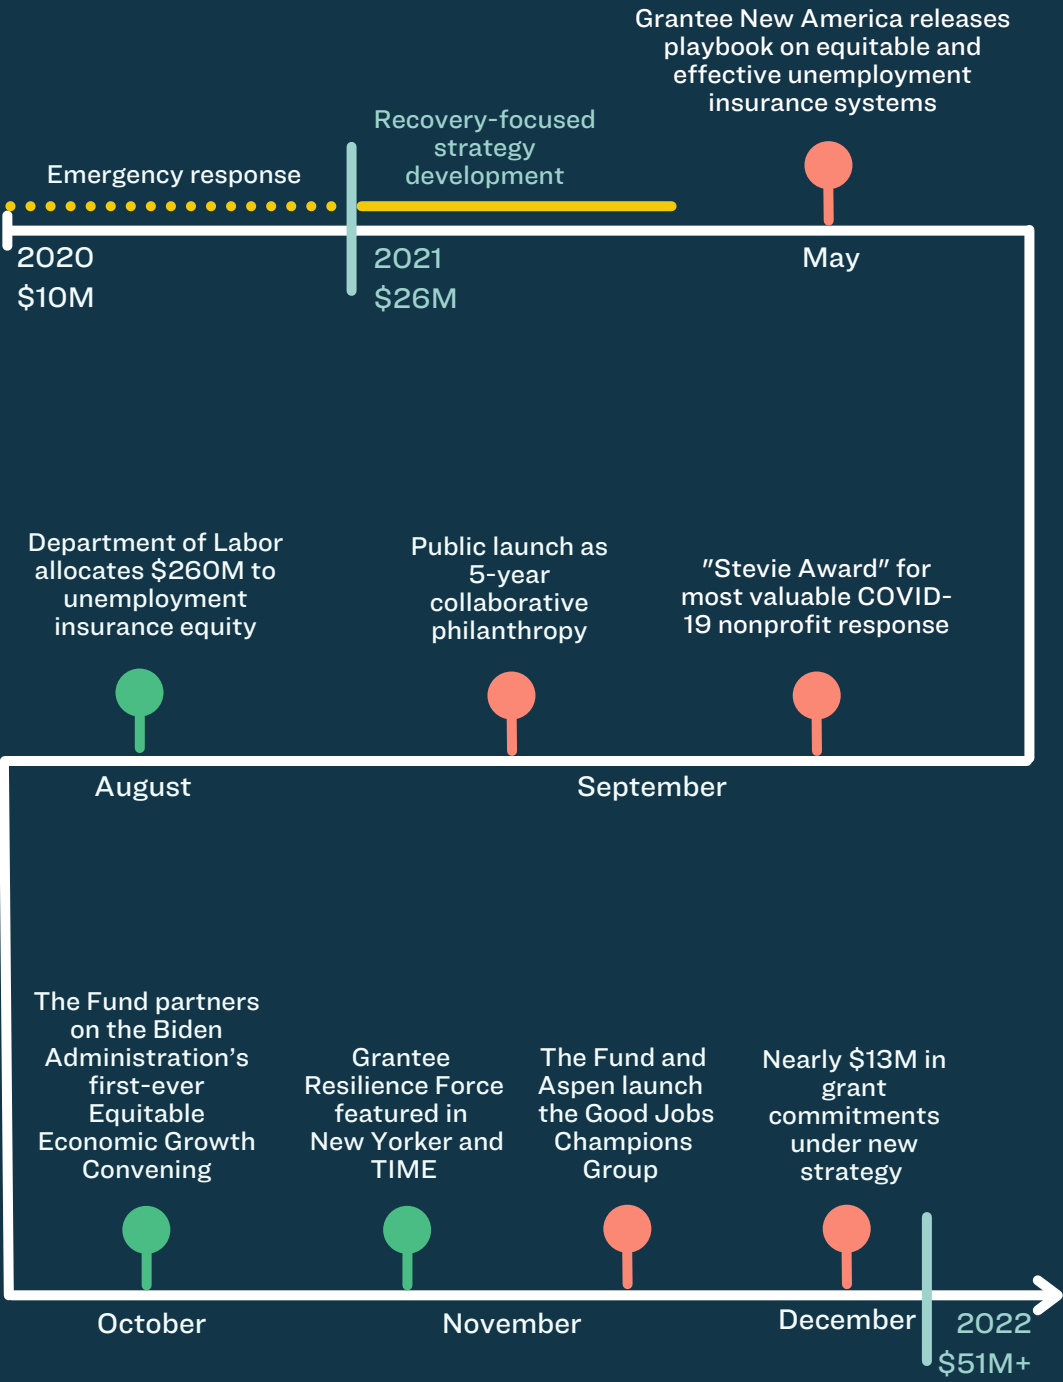 Grantee New America releases
playbook on equitable and
effective unemployment
insurance systems
Emergency response
Recovery-focused
strategy
development
2020
$10M
2021
$26M
May
Department of Labor
allocates $260M to
unemployment
insurance equity
Public launch as
5-year
collaborative
philanthropy
"Stevie Award" for
most valuable COVID-
19 nonprofit response
August
September
The Fund partners
on the Biden
Administration's
first-ever
Equitable
Economic Growth
Convening
Grantee
Resilience Force
featured in
New Yorker and
TIME
The Fund and
Aspen launch
the Good Jobs
Champions
Group
Nearly $13M in
grant
commitments
under new
strategy
October
November
December
2022
$51M+